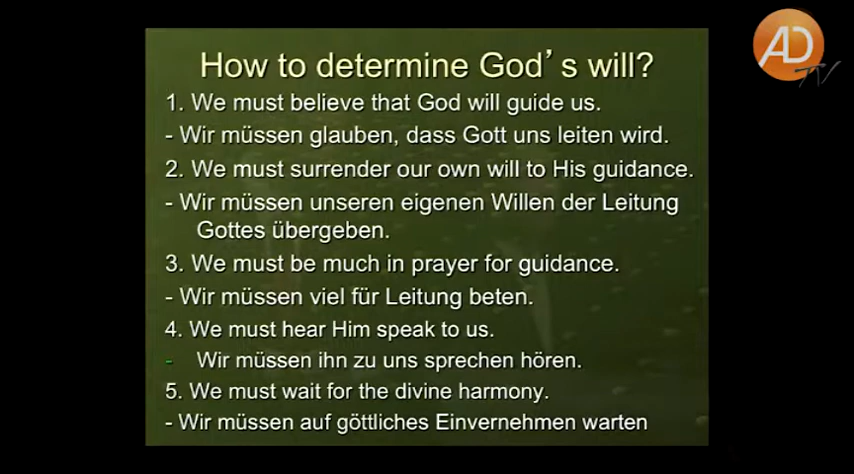 AD
TV
How to determine God's will?
1. We must believe that God will guide us.
- Wir müssen glauben, dass Gott uns leiten wird.
2. We must surrender our own will to His guidance.
- Wir müssen unseren eigenen Willen der Leitung
Gottes übergeben.
3. We must be much in prayer for guidance.
- Wir müssen viel für Leitung beten.
4. We must hear Him speak to us.
- Wir müssen ihn zu uns sprechen hören.
5. We must wait for the divine harmony.
- Wir müssen auf göttliches Einvernehmen warten